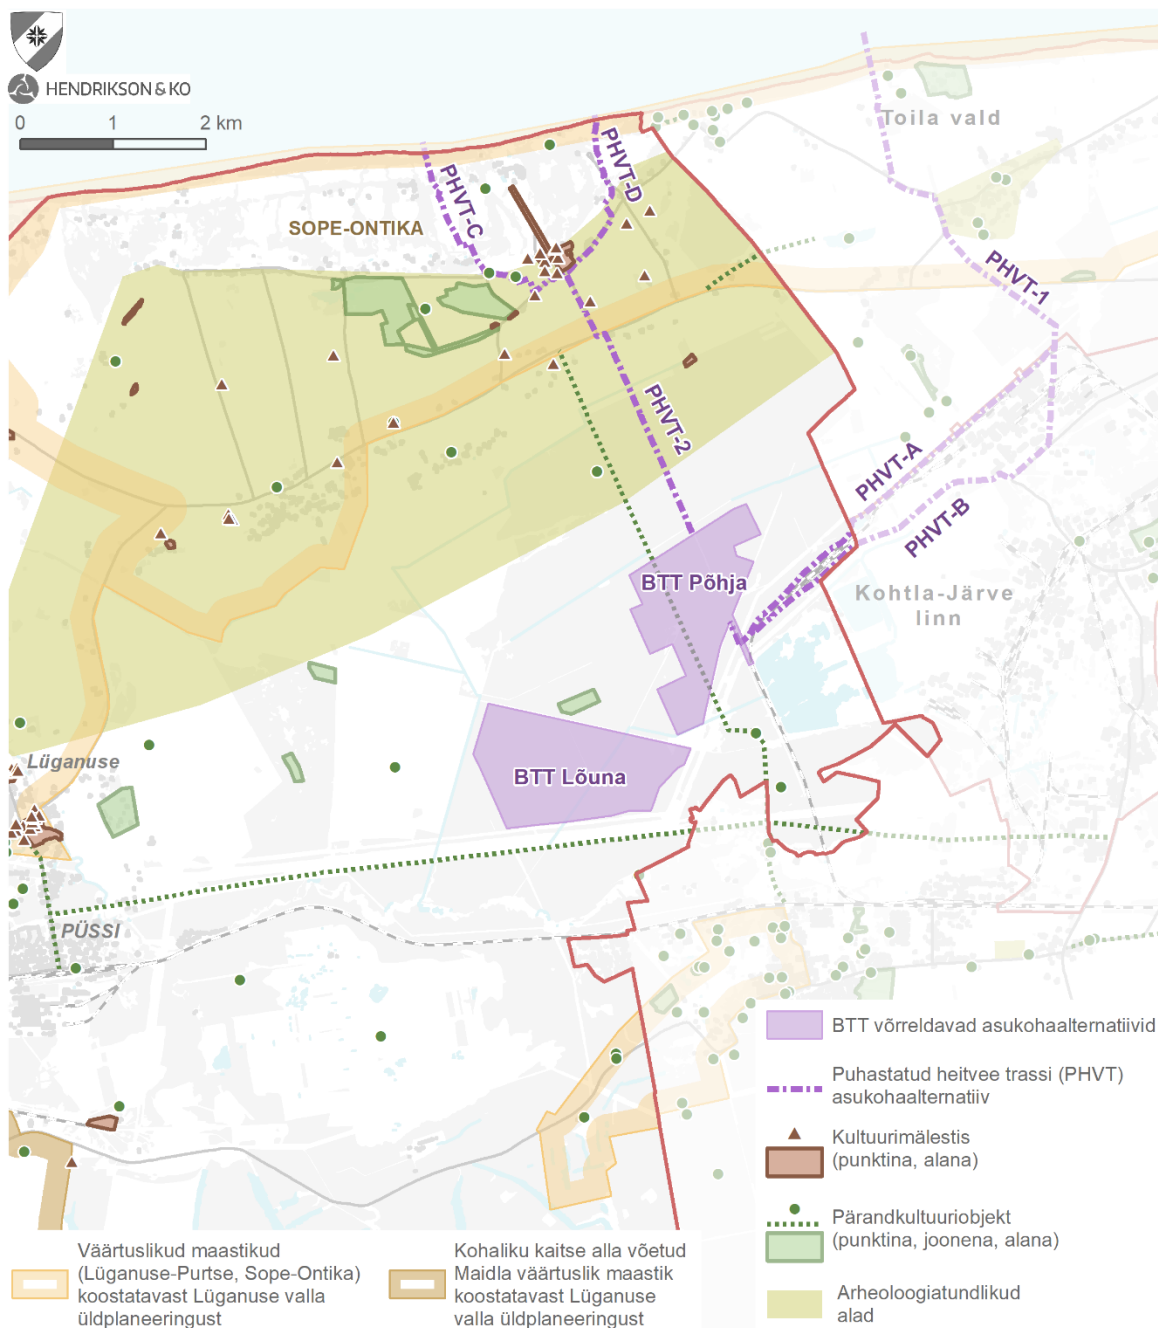 HENDRIKSON & KO
0 1 2 km
Toila vald
PHVT-D
PHVT-C
SOPE-ONTIKA
PHVT-1
PHVT-2
PHVT-A
PHVT-B
BTT Põhja
Kohtla-Järve
linn
Lüganuse
BTT Lõuna
PÜSSI
BTT võrreldavad asukohaalternatiivid
Puhastatud heitvee trassi (PHVT)
asukohaalternatiiv
Kultuurimälestis
(punktina, alana)
Pärandkultuuriobjekt
(punktina, joonena, alana)
Arheoloogiatundlikud
alad
Väärtuslikud maastikud
(Lüganuse-Purtse, Sope-Ontika)
koostatavast Lüganuse valla
üldplaneeringust
Kohaliku kaitse alla võetud
Maidla väärtuslik maastik
koostatavast Lüganuse
valla üldplaneeringust